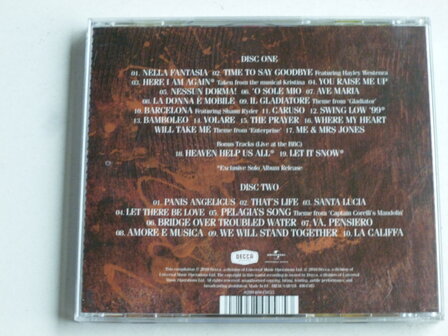 DISC ONE
01. NELLA FANTASIA 02. TIME TO SAY GOODBYE Featuring Hayley Westenra
03. HERE I AM AGAIN* Taken from the musical Kristina 04. YOU RAISE ME UP
05. NESSUN DORMA! 06. 'O SOLE MIO 07. AVE MARIA
08. LA DONNA È MOBILE 09. IL GLADIATORE Theme from 'Gladiator'
10. BARCELONA Featuring Shaun Ryder 11. CARUSO 12. SWING LOW '99*
13. BAMBOLEO 14. VOLARE 15. THE PRAYER 16. WHERE MY HEART
WILL TAKE ME Theme from 'Enterprise' 17. ME & MRS JONES
Bonus Tracks (Live at the BBC)
18. HEAVEN HELP US ALL* 19. LET IT SNOW*
*Exclusive Solo Album Release
DISC TWO
01. PANIS ANGELICUS 02. THAT'S LIFE 03. SANTA LUCIA
04. LET THERE BE LOVE 05. PELAGIA'S SONG Theme from 'Captain Corelli's Mandolin'
06. BRIDGE OVER TROUBLED WATER 07. VA, PENSIERO
08. AMORE E MUSICA 09. WE WILL STAND TOGETHER 10. LA CALIFFA
DECCA
UNIVERSAL